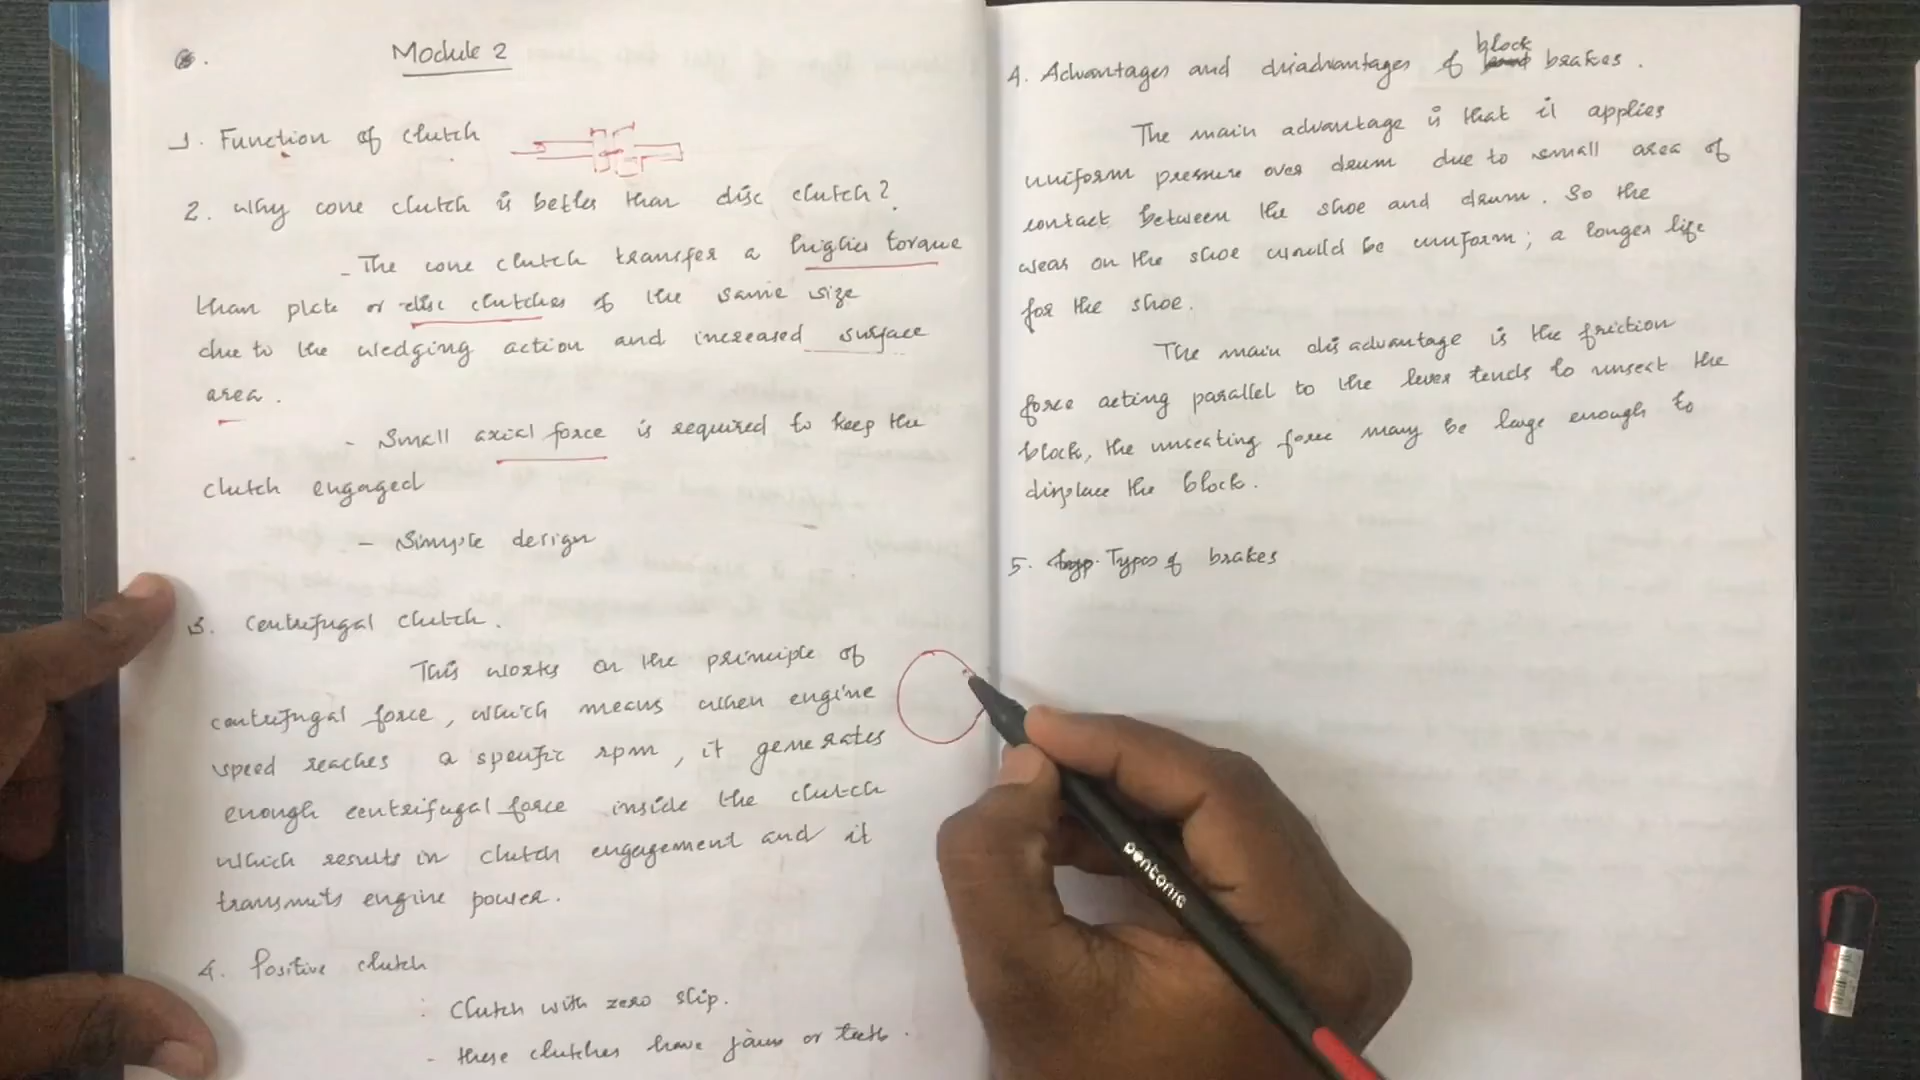 6.
Module 2
1. Function of clutch
2. Why cone clutch is better than disc clutch?
- The cone clutch transfer a higher torque
than plate or disc clutches of the same size
due to the wedging action and increased surface
area.
- Small axial force is required to keep the
clutch engaged
- Simple design
3. Centrifugal clutch.
This works on the principle of
centrifugal force, which means when engine
speed reaches a specific rpm, it generates
enough centrifugal force inside the clutch
which results in clutch engagement and it
transmits engine power.
4. Positive clutch
: Clutch with zero slip.
- these clutches have jaws or teeth.
4. Advantages and disadvantages of block brakes.
The main advantage is that it applies
uniform pressure over drum due to small area of
contact between the shoe and drum. So the
wear on the shoe would be uniform; a longer life
for the shoe.
The main disadvantage is the friction
force acting parallel to the lever tends to unseat the
block, the unseating force may be large enough to
displace the block.
5. Types of brakes
pentonic